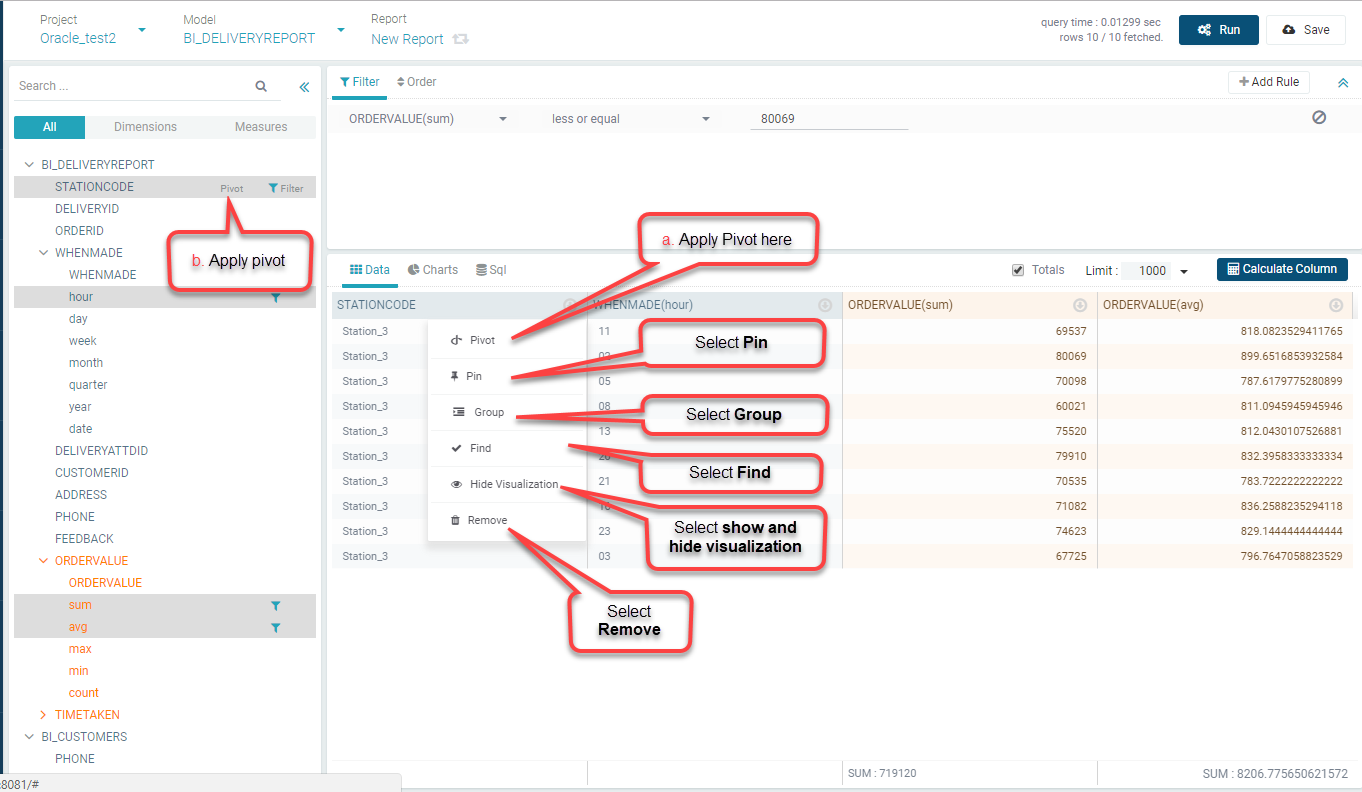 Project
Oracle_test2
Model
BI_DELIVERYREPORT
Report
New Report
query time : 0.01299 sec
rows 10 / 10 fetched.
Run
Save
Search ...
All Dimensions Measures
BI_DELIVERYREPORT
STATIONCODE Pivot Filter
DELIVERYID
ORDERID
WHENMADE
WHENMADE
hour
day
week
month
quarter
year
date
DELIVERYATTDID
CUSTOMERID
ADDRESS
PHONE
FEEDBACK
ORDERVALUE
ORDERVALUE
sum
avg
max
min
count
TIMETAKEN
BI_CUSTOMERS
PHONE
:8081/#
b. Apply pivot
Filter Order
Add Rule
ORDERVALUE(sum) less or equal 80069
a. Apply Pivot here
Data Charts Sql
Totals Limit : 1000 Calculate Column
STATIONCODE WHENMADE(hour) ORDERVALUE(sum) ORDERVALUE(avg)
Station_3 11 69537 818.0823529411765
Station_3 02 80069 899.6516853932584
Station_3 05 70098 787.6179775280899
Station_3 08 60021 811.0945945945946
Station_3 13 75520 812.0430107526881
Station_3 20 79910 832.3958333333334
Station_3 21 70535 783.7222222222222
Station_3 71082 836.2588235294118
Station_3 23 74623 829.1444444444444
Station_3 03 67725 796.7647058823529
Pivot
Pin
Group
Find
Hide Visualization
Remove
Select Pin
Select Group
Select Find
Select show and
hide visualization
Select
Remove
SUM : 719120 SUM : 8206.775650621572